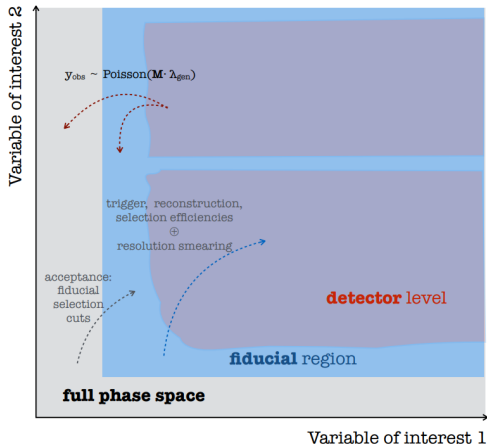 Variable of interest 2
y_obs ~ Poisson(M· λ_gen)
trigger, reconstruction,
selection efficiencies
⊕
resolution smearing
acceptance:
fiducial
selection
cuts
detector level
fiducial region
full phase space
Variable of interest 1